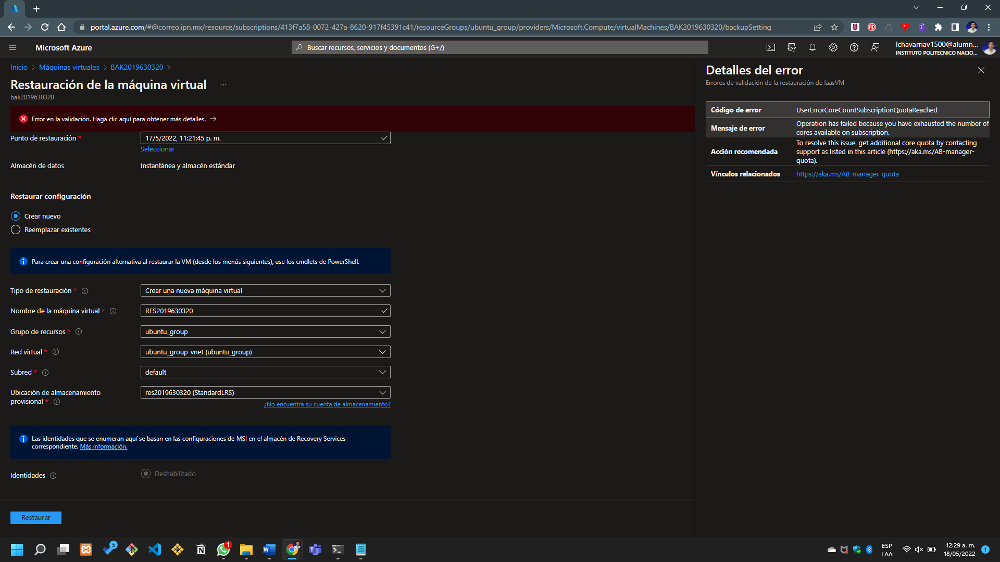 portal.azure.com/#@correo.ipn.mx/resource/subscriptions/413f7a58-0072-427a-8620-917f45391c41/resourceGroups/ubuntu_group/providers/Microsoft.Compute/virtualMachines/BAK2019630320/backupSetting
Microsoft Azure
Buscar recursos, servicios y documentos (G+/)
lchavarriav1500@alumn...
INSTITUTO POLITECNICO NACIO...
Inicio > Máquinas virtuales > BAK2019630320 >
Restauración de la máquina virtual ...
bak2019630320
Error en la validación. Haga clic aquí para obtener más detalles. →
Punto de restauración *
17/5/2022, 11:21:45 p. m.
Seleccionar
Almacén de datos
Instantánea y almacén estándar
Restaurar configuración
Crear nuevo
Reemplazar existentes
Para crear una configuración alternativa al restaurar la VM (desde los menús siguientes), use los cmdlets de PowerShell.
Tipo de restauración *
Crear una nueva máquina virtual
Nombre de la máquina virtual *
RES2019630320
Grupo de recursos *
ubuntu_group
Red virtual *
ubuntu_group-vnet (ubuntu_group)
Subred *
default
Ubicación de almacenamiento
provisional *
res2019630320 (StandardLRS)
¿No encuentra su cuenta de almacenamiento?
Las identidades que se enumeran aquí se basan en las configuraciones de MSI en el almacén de Recovery Services
correspondiente. Más información.
Identidades
Deshabilitado
Restaurar
Detalles del error
Errores de validación de la restauración de IaasVM
Código de error
UserErrorCoreCountSubscriptionQuotaReached
Mensaje de error
Operation has failed because you have exhausted the number of
cores available on subscription.
Acción recomendada
To resolve this issue, get additional core quota by contacting
support as listed in this article (https://aka.ms/AB-manager-
quota).
Vínculos relacionados
https://aka.ms/AB-manager-quota
5
1
ESP
LAA
12:29 a. m.
18/05/2022
1